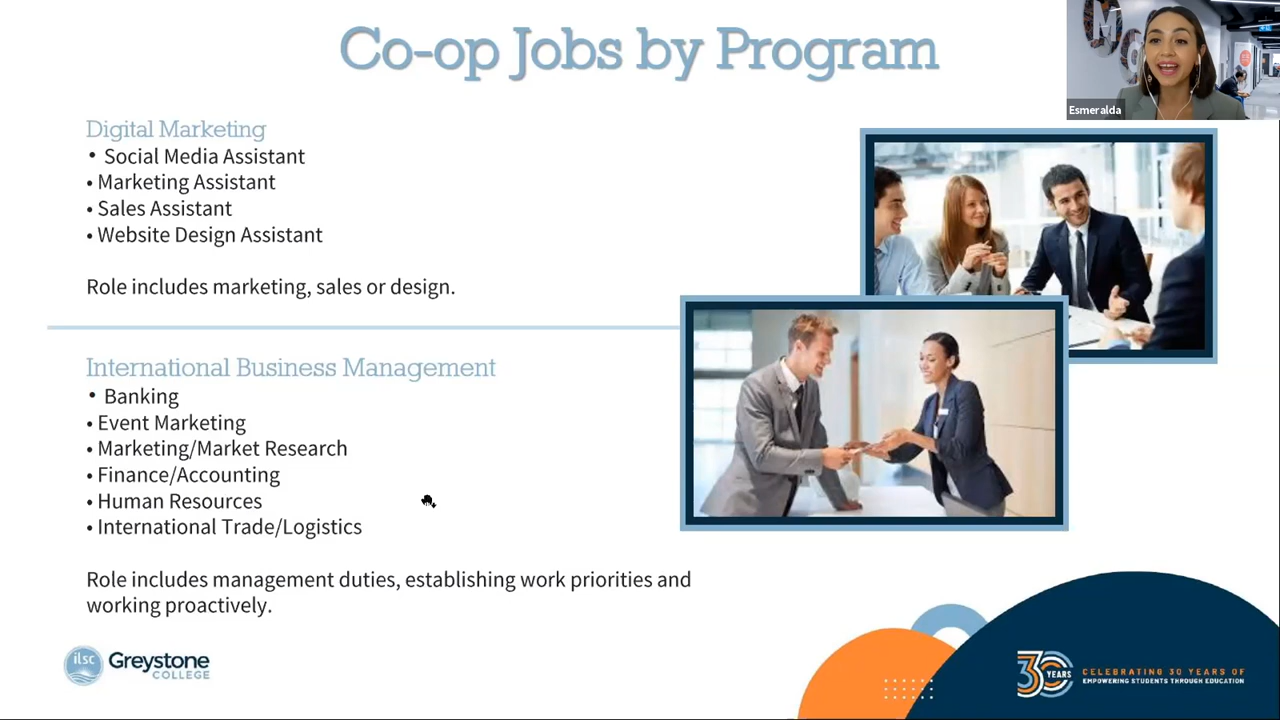 Co-op Jobs by Program
Esmeralda
Digital Marketing
• Social Media Assistant
• Marketing Assistant
• Sales Assistant
• Website Design Assistant
Role includes marketing, sales or design.
International Business Management
• Banking
• Event Marketing
• Marketing/Market Research
• Finance/Accounting
• Human Resources
• International Trade/Logistics
Role includes management duties, establishing work priorities and
working proactively.
ilsc Greystone
COLLEGE
30 YEARS
CELEBRATING 30 YEARS OF
EMPOWERING STUDENTS THROUGH EDUCATION